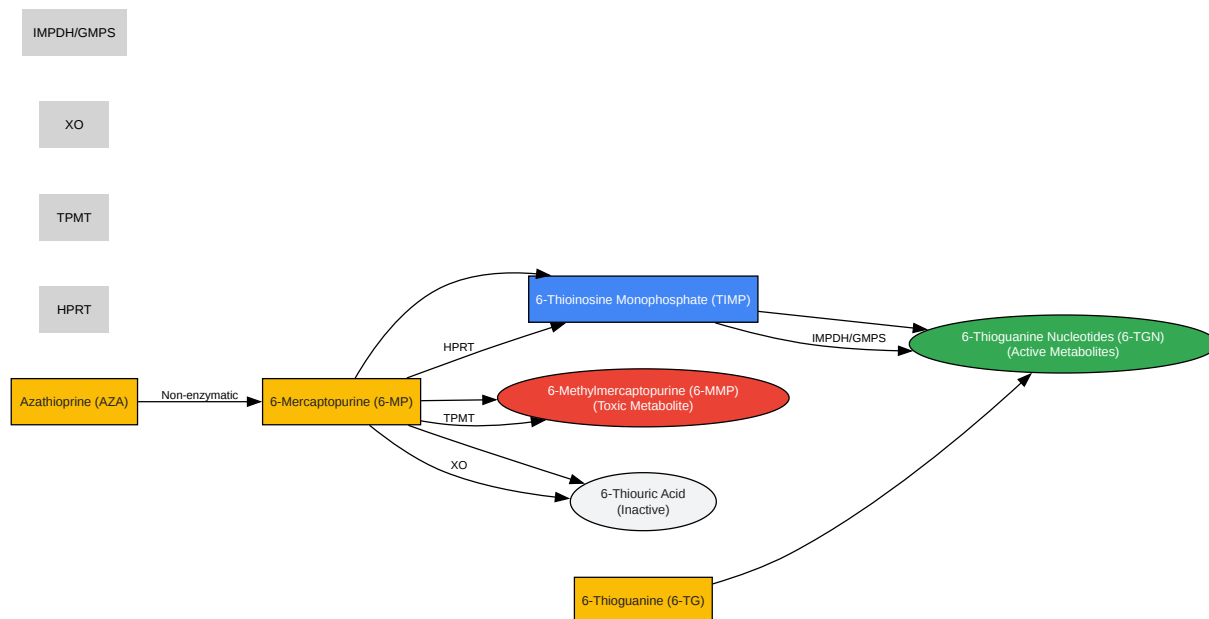 IMPDH/GMPS
XO
TPMT
HPRT
Azathioprine (AZA)
Non-enzymatic
6-Mercaptopurine (6-MP)
HPRT
TPMT
XO
6-Thioinosine Monophosphate (TIMP)
IMPDH/GMPS
6-Thioguanine Nucleotides (6-TGN)
(Active Metabolites)
6-Methylmercaptopurine (6-MMP)
(Toxic Metabolite)
6-Thiouric Acid
(Inactive)
6-Thioguanine (6-TG)